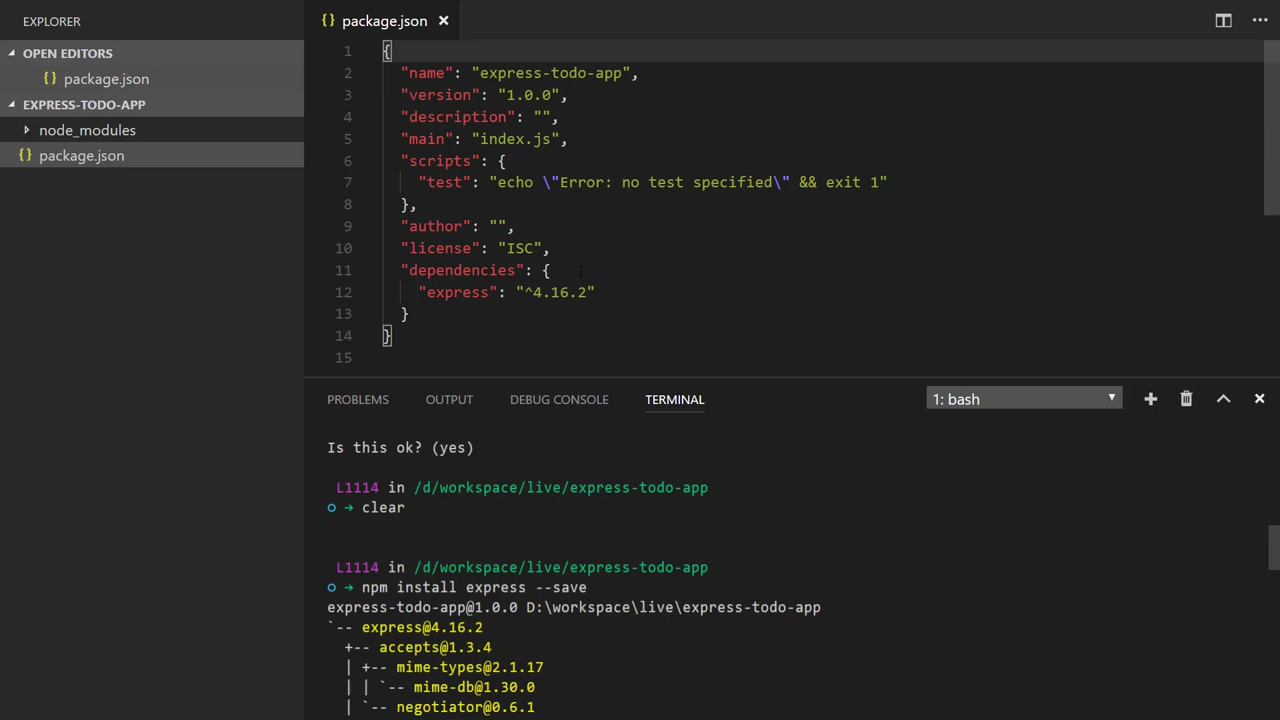 EXPLORER
OPEN EDITORS
{} package.json
EXPRESS-TODO-APP
node_modules
{} package.json
{} package.json ×
1 {
2 "name": "express-todo-app",
3 "version": "1.0.0",
4 "description": "",
5 "main": "index.js",
6 "scripts": {
7 "test": "echo \"Error: no test specified\" && exit 1"
8 },
9 "author": "",
10 "license": "ISC",
11 "dependencies": {
12 "express": "^4.16.2"
13 }
14 }
15
PROBLEMS OUTPUT DEBUG CONSOLE TERMINAL 1: bash
Is this ok? (yes)
L1114 in /d/workspace/live/express-todo-app
→ clear
L1114 in /d/workspace/live/express-todo-app
→ npm install express --save
express-todo-app@1.0.0 D:\workspace\live\express-todo-app
`-- express@4.16.2
+-- accepts@1.3.4
| +-- mime-types@2.1.17
| | `-- mime-db@1.30.0
| `-- negotiator@0.6.1